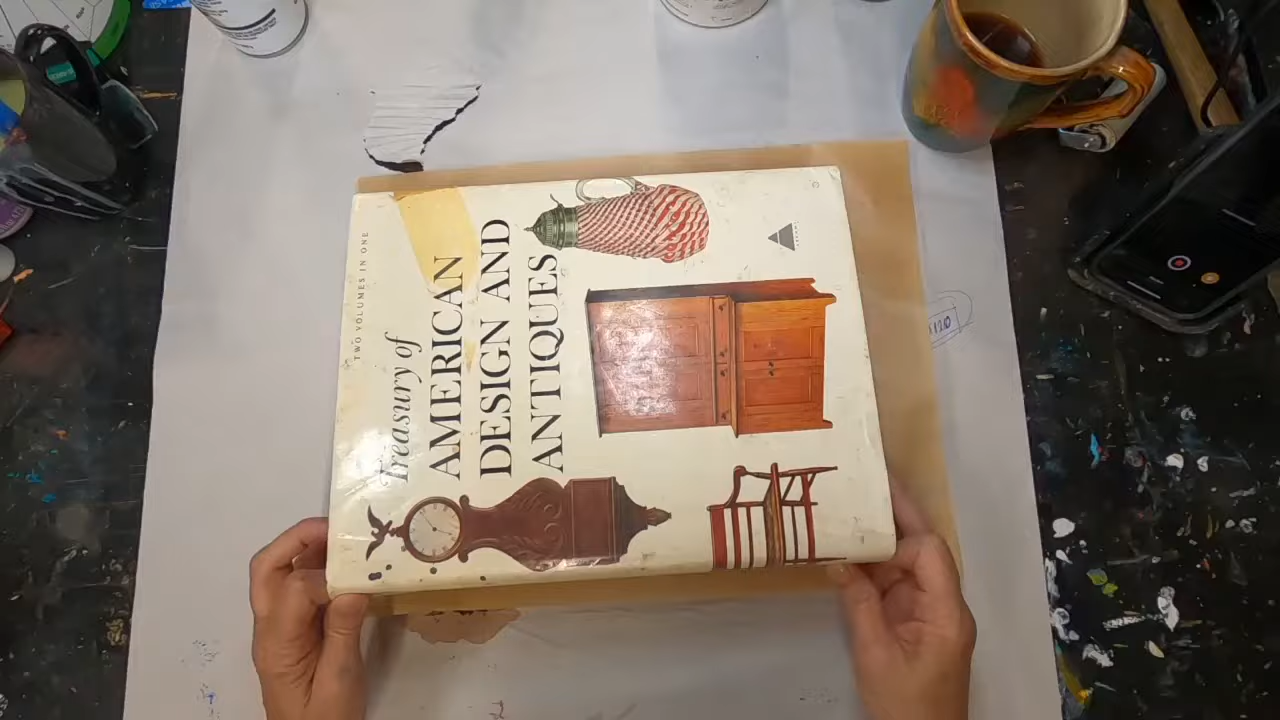 TWO VOLUMES IN ONE
Treasury of
AMERICAN
DESIGN AND
ANTIQUES